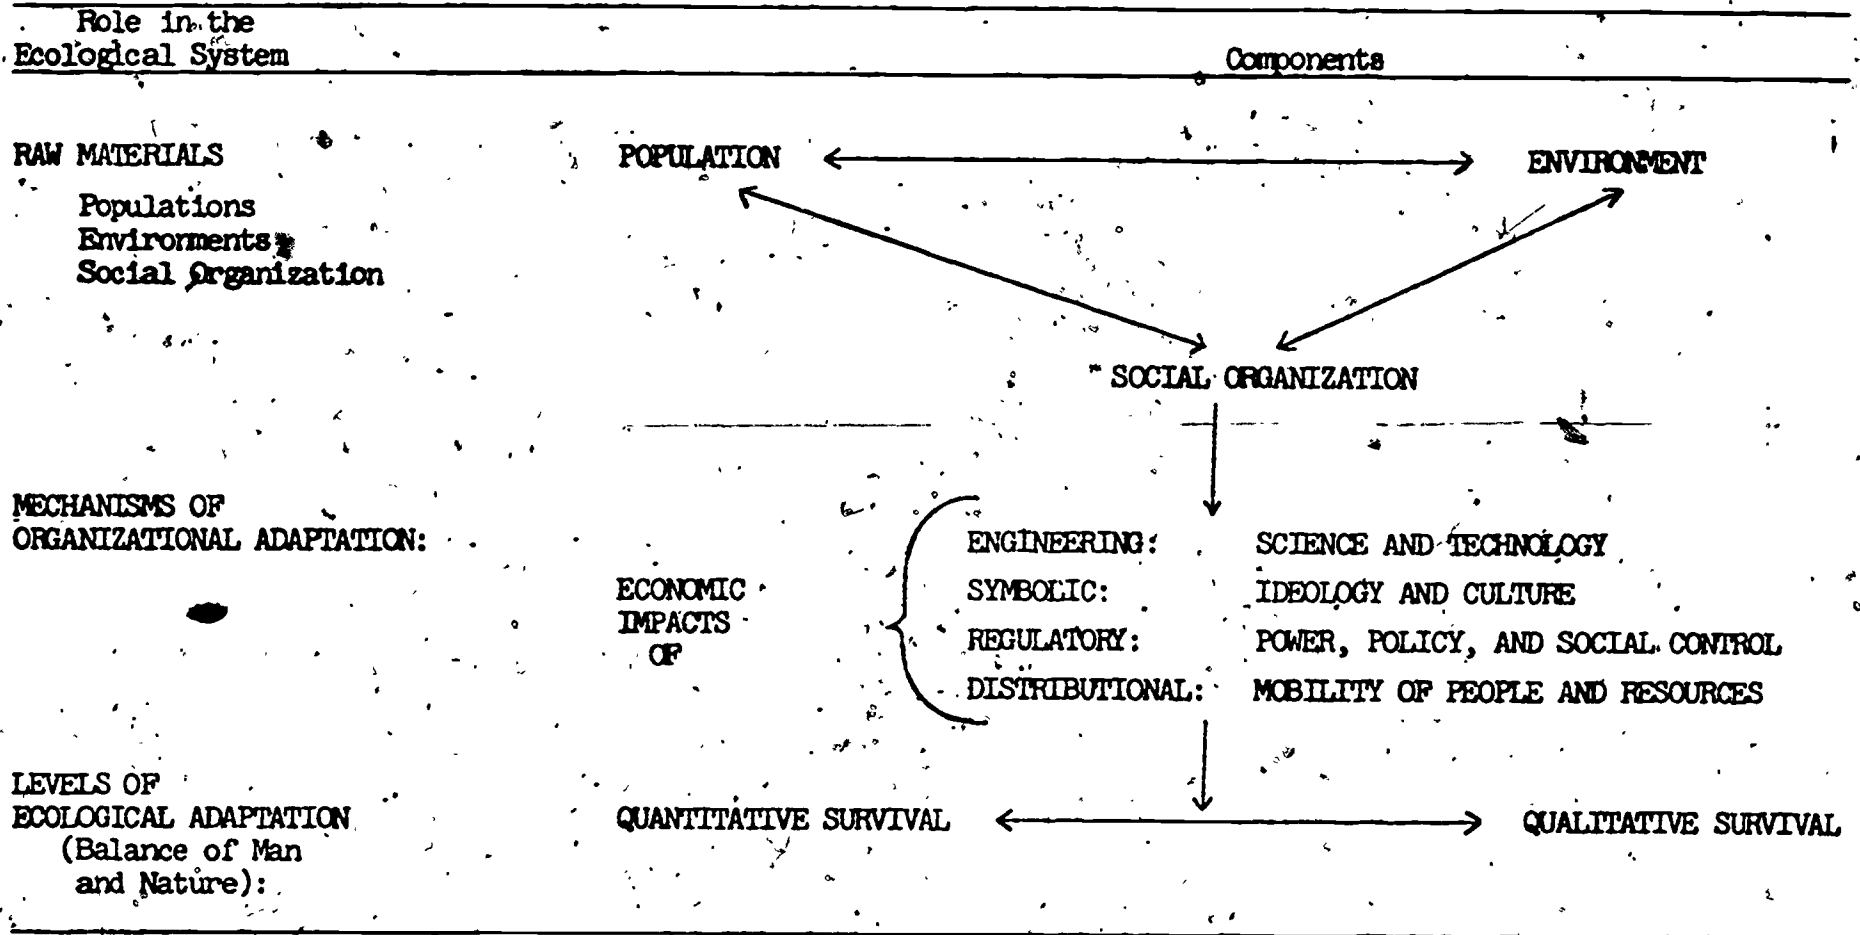 Role in the
Ecological System
Components
RAW MATERIALS
Populations
Environments
Social Organization
POPULATION
ENVIRONMENT
SOCIAL ORGANIZATION
MECHANISMS OF
ORGANIZATIONAL ADAPTATION:
ECONOMIC
IMPACTS
OF
ENGINEERING: SCIENCE AND TECHNOLOGY
SYMBOLIC: IDEOLOGY AND CULTURE
REGULATORY: POWER, POLICY, AND SOCIAL CONTROL
DISTRIBUTIONAL: MOBILITY OF PEOPLE AND RESOURCES
LEVELS OF
ECOLOGICAL ADAPTATION
(Balance of Man
and Nature):
QUANTITATIVE SURVIVAL
QUALITATIVE SURVIVAL